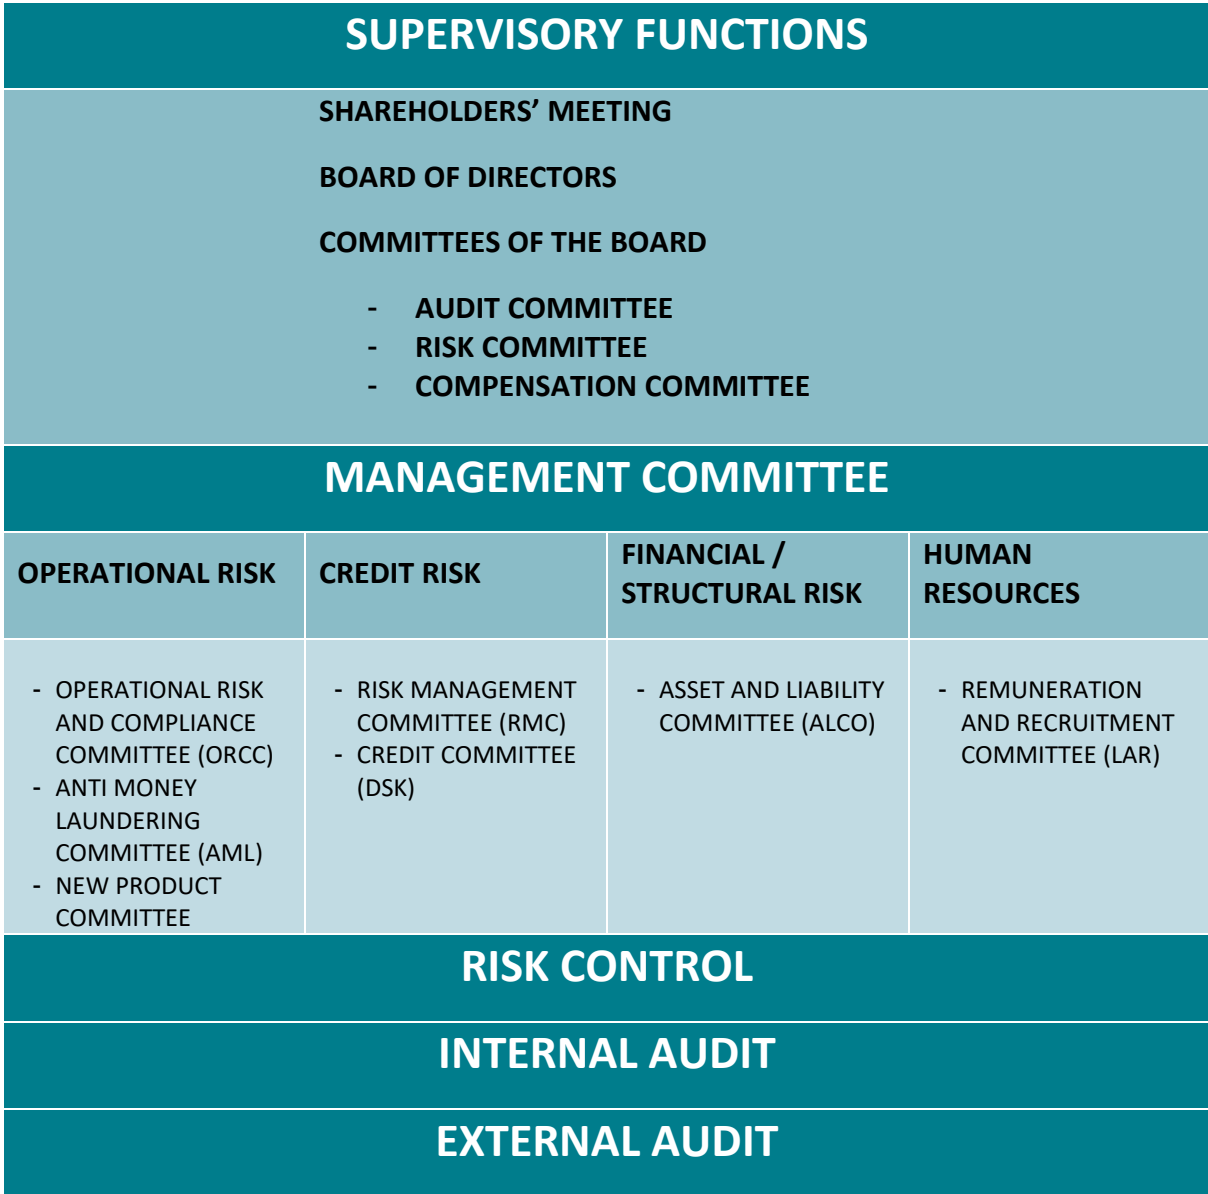 SUPERVISORY FUNCTIONS
SHAREHOLDERS’ MEETING
BOARD OF DIRECTORS
COMMITTEES OF THE BOARD
- AUDIT COMMITTEE
- RISK COMMITTEE
- COMPENSATION COMMITTEE
MANAGEMENT COMMITTEE
OPERATIONAL RISK
CREDIT RISK
FINANCIAL /
STRUCTURAL RISK
HUMAN
RESOURCES
- OPERATIONAL RISK
AND COMPLIANCE
COMMITTEE (ORCC)
- ANTI MONEY
LAUNDERING
COMMITTEE (AML)
- NEW PRODUCT
COMMITTEE
- RISK MANAGEMENT
COMMITTEE (RMC)
- CREDIT COMMITTEE
(DSK)
- ASSET AND LIABILITY
COMMITTEE (ALCO)
- REMUNERATION
AND RECRUITMENT
COMMITTEE (LAR)
RISK CONTROL
INTERNAL AUDIT
EXTERNAL AUDIT